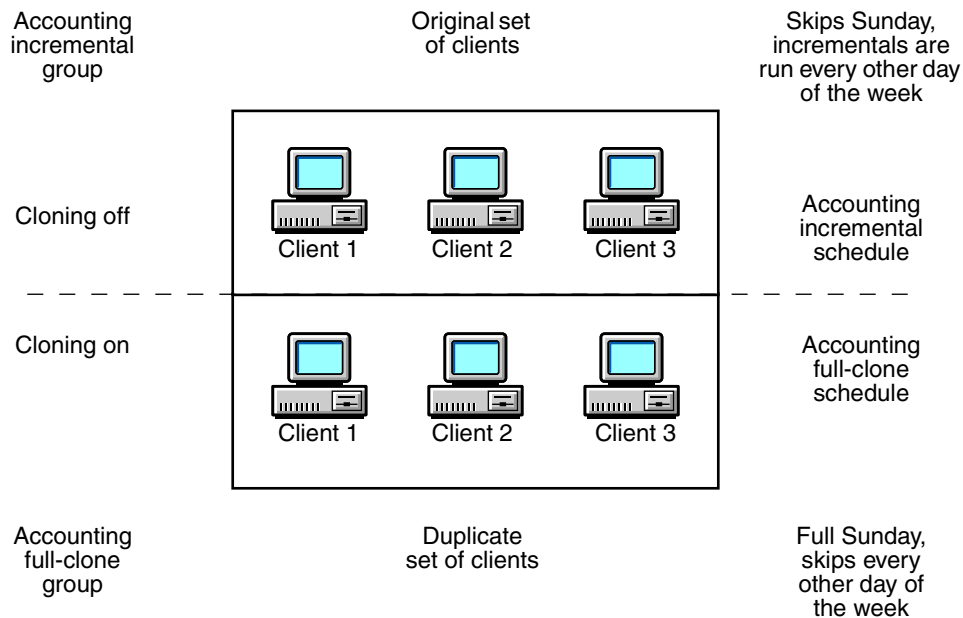 Accounting
incremental
group
Original set
of clients
Skips Sunday,
incrementals are
run every other day
of the week
Cloning off
Client 1
Client 2
Client 3
Accounting
incremental
schedule
Cloning on
Client 1
Client 2
Client 3
Accounting
full-clone
schedule
Accounting
full-clone
group
Duplicate
set of clients
Full Sunday,
skips every
other day of
the week